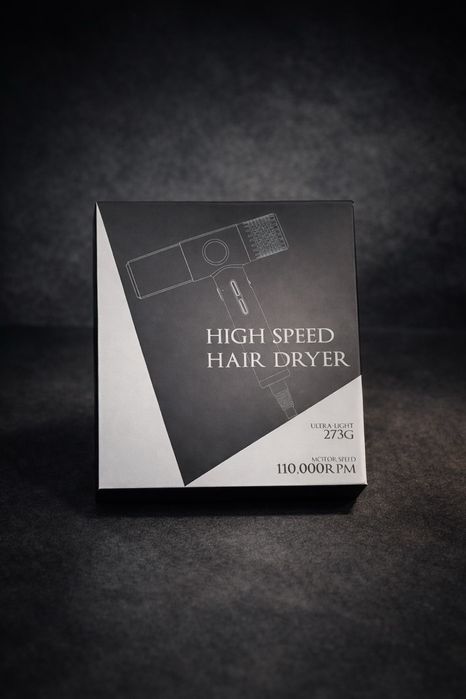 HIGH SPEED
HAIR DRYER
ULTRA-LIGHT
273G
MOTOR SPEED
110,000RPM